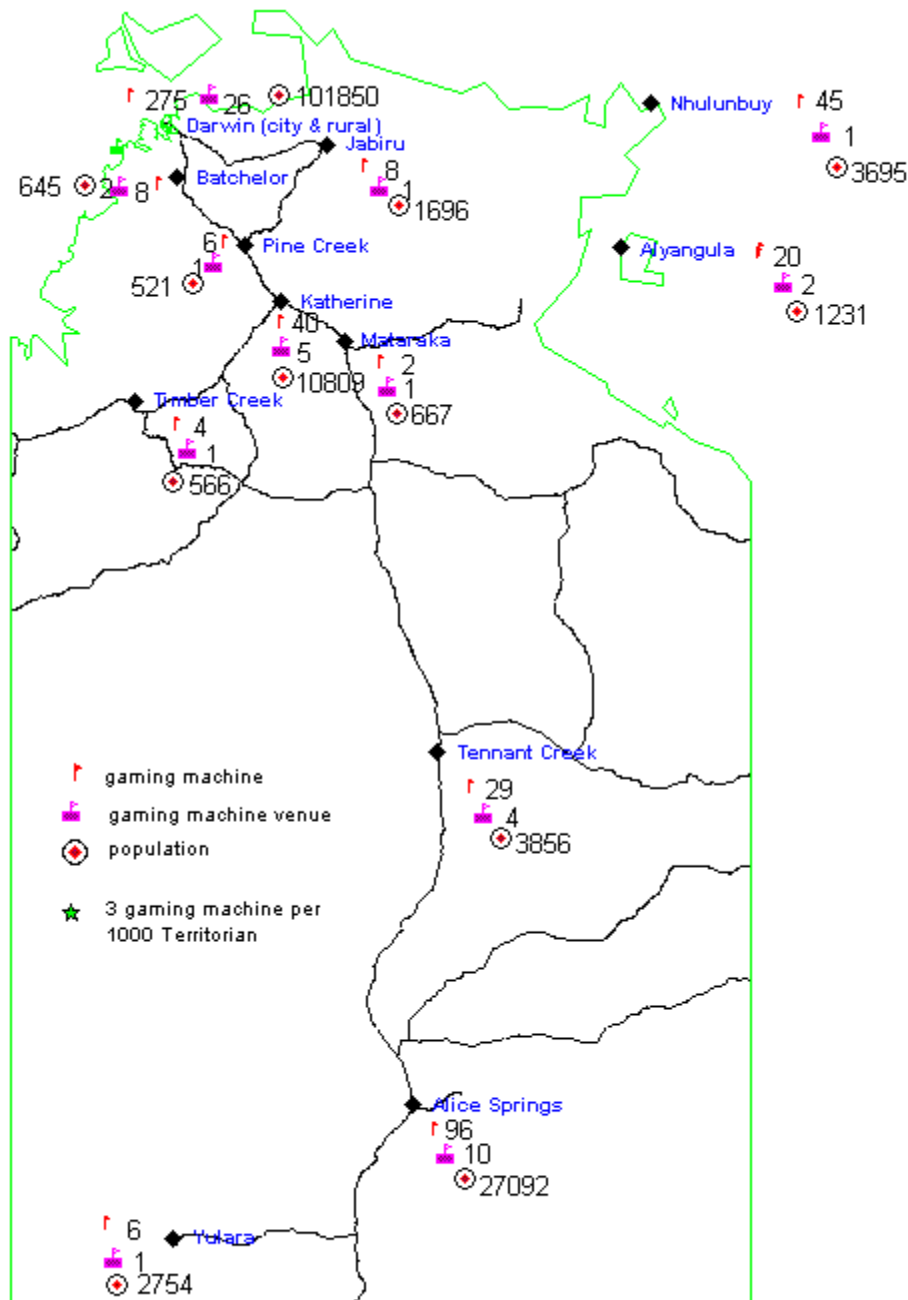 275 26 101850
Darwin (city & rural)
Nhulunbuy 45
1
3695
Jabiru
8
1
1696
Batchelor
645 2 8
Pine Creek
6
1
521
Alyangula 20
2
1231
Katherine
40
5
10809
Mataraka
2
1
667
Timber Creek
4
1
566
Tennant Creek
29
4
3856
gaming machine
gaming machine venue
population
3 gaming machine per
1000 Territorian
Alice Springs
96
10
27092
Yulara
6
1
2754